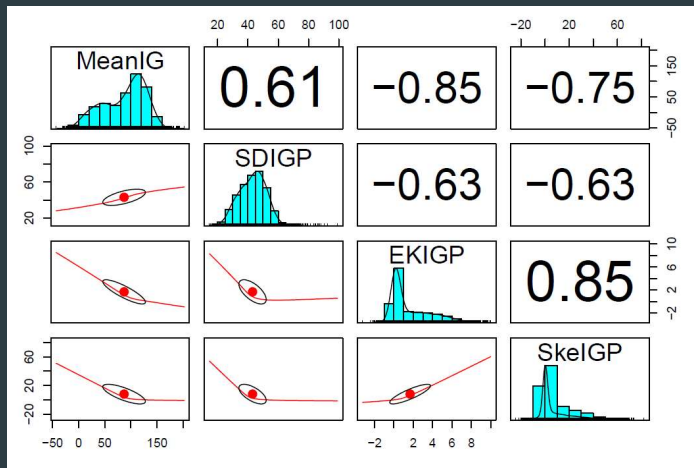 20 60 100 −20 20 60
MeanIG 0.61 −0.85 −0.75 −50 50 150
20 60 100 SDIGP −0.63 −0.63
EKIGP 0.85 −2 2 6 10
−20 20 60 SkeIGP
−50 0 50 150 −2 2 4 6 8